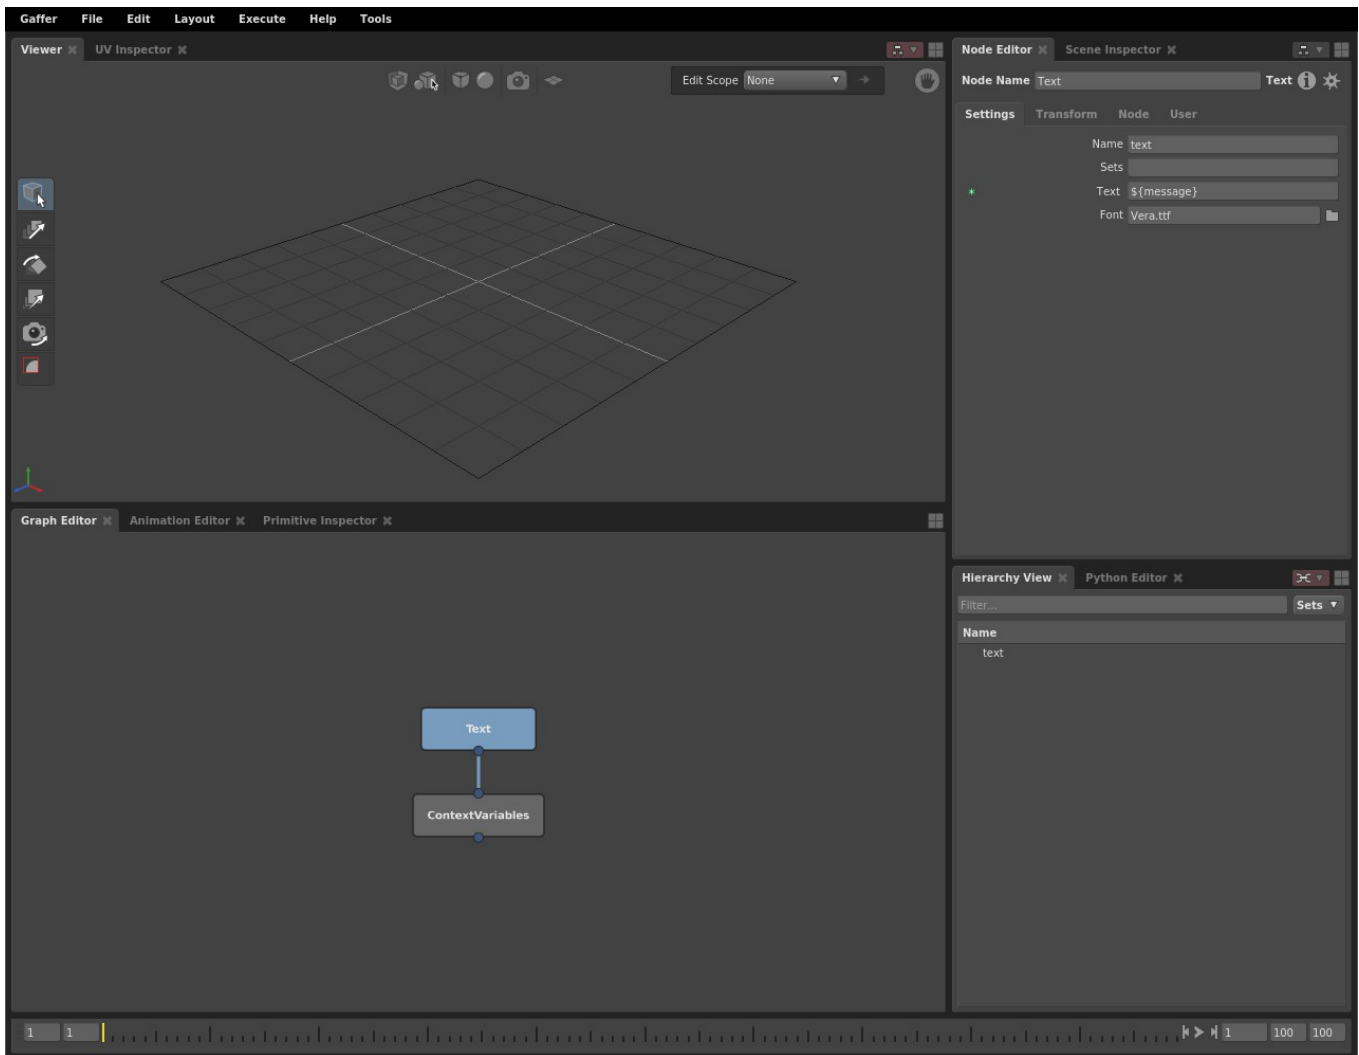 Gaffer File Edit Layout Execute Help Tools
Viewer UV Inspector
Edit Scope None
Node Editor Scene Inspector
Node Name Text Text
Settings Transform Node User
Name text
Sets
Text ${message}
Font Vera.ttf
Graph Editor Animation Editor Primitive Inspector
Text
ContextVariables
Hierarchy View Python Editor
Filter... Sets
Name
text
1 1 1 100 100